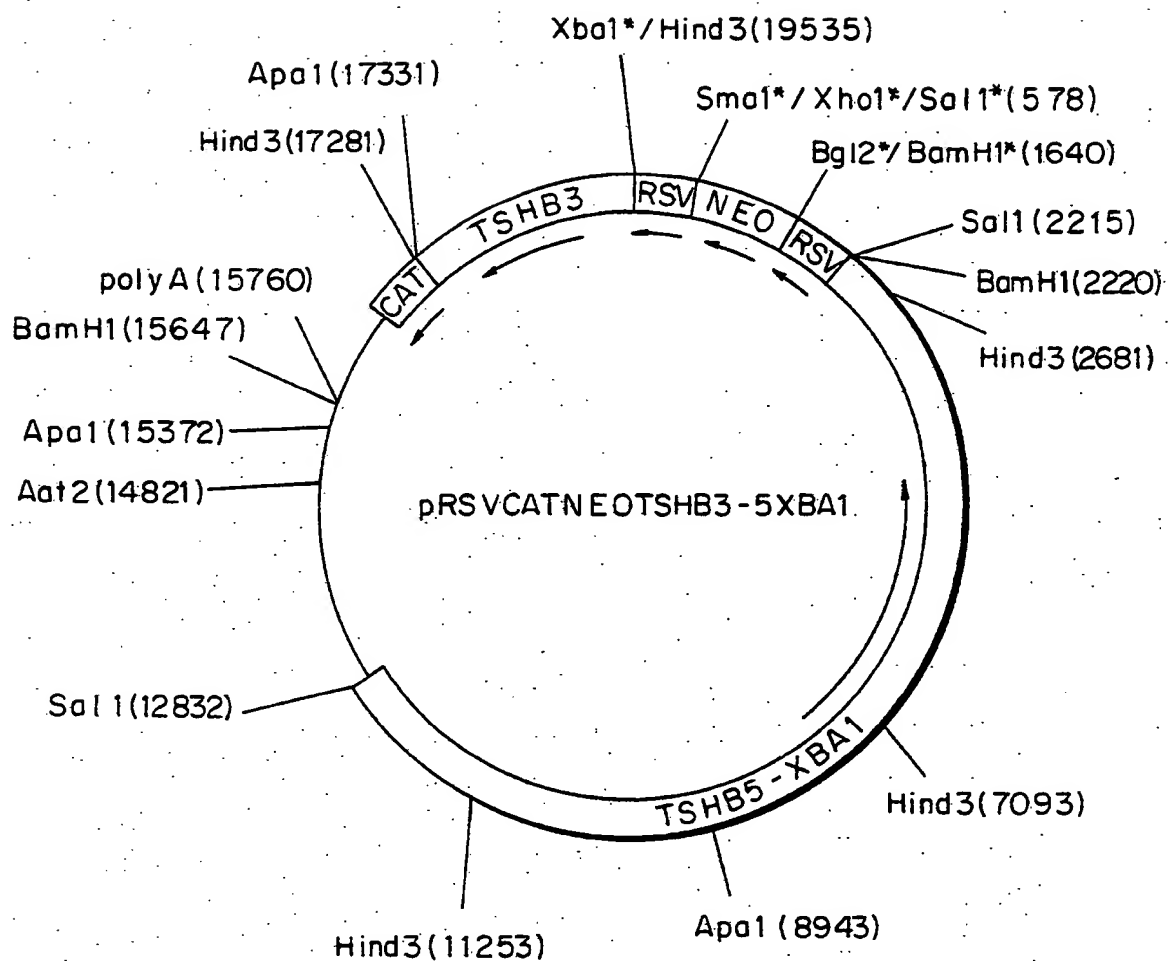 Xba1*/Hind3(19535)
Apa1(17331)
Sma1*/Xho1*/Sal1*(578)
Hind3(17281)
Bgl2*/BamH1*(1640)
TSHB3
RSV
NEO
RSV
Sal1(2215)
CAT
polyA(15760)
BamH1(2220)
BamH1(15647)
Hind3(2681)
Apa1(15372)
Aat2(14821)
pRSVCATNEOTSHB3-5XBA1
Sal1(12832)
TSHB5-XBA1
Hind3(7093)
Apa1(8943)
Hind3(11253)